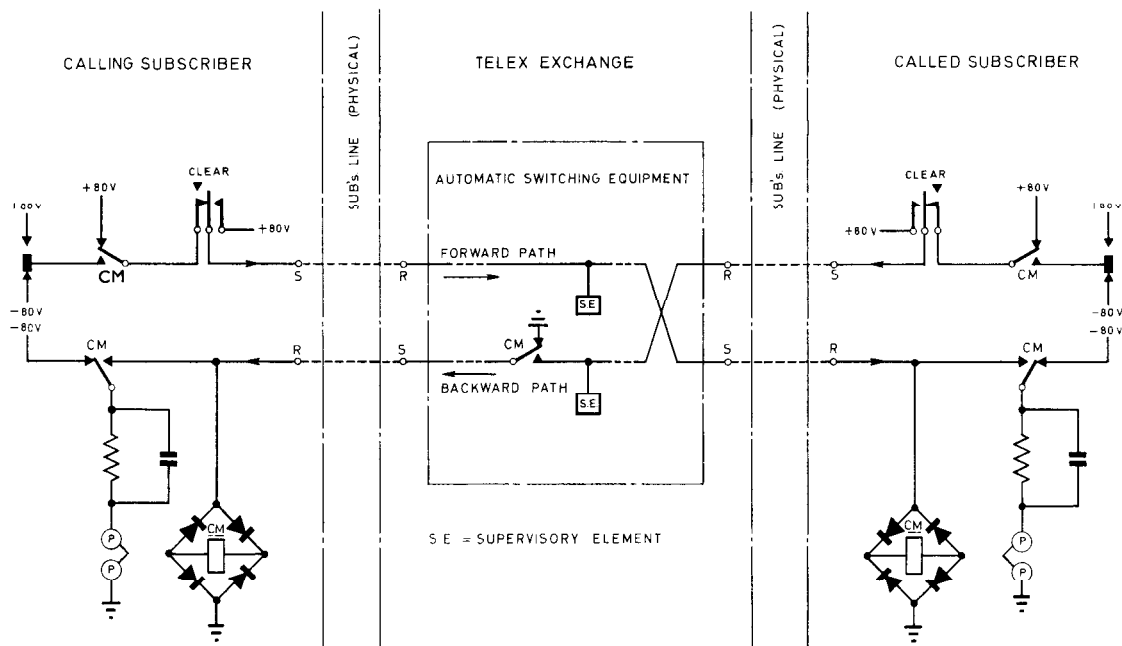 CALLING SUBSCRIBER
SUB's. LINE (PHYSICAL)
TELEX EXCHANGE
SUB's. LINE (PHYSICAL)
CALLED SUBSCRIBER
AUTOMATIC SWITCHING EQUIPMENT
CLEAR
+80V
+80V
CM
S
R
FORWARD PATH
S.E
R
S
CLEAR
+80V
+80V
CM
-80V
-80V
CM
R
S
CM
BACKWARD PATH
S.E
S
R
CM
-80V
-80V
CM
P
P
S.E = SUPERVISORY ELEMENT
CM
P
P